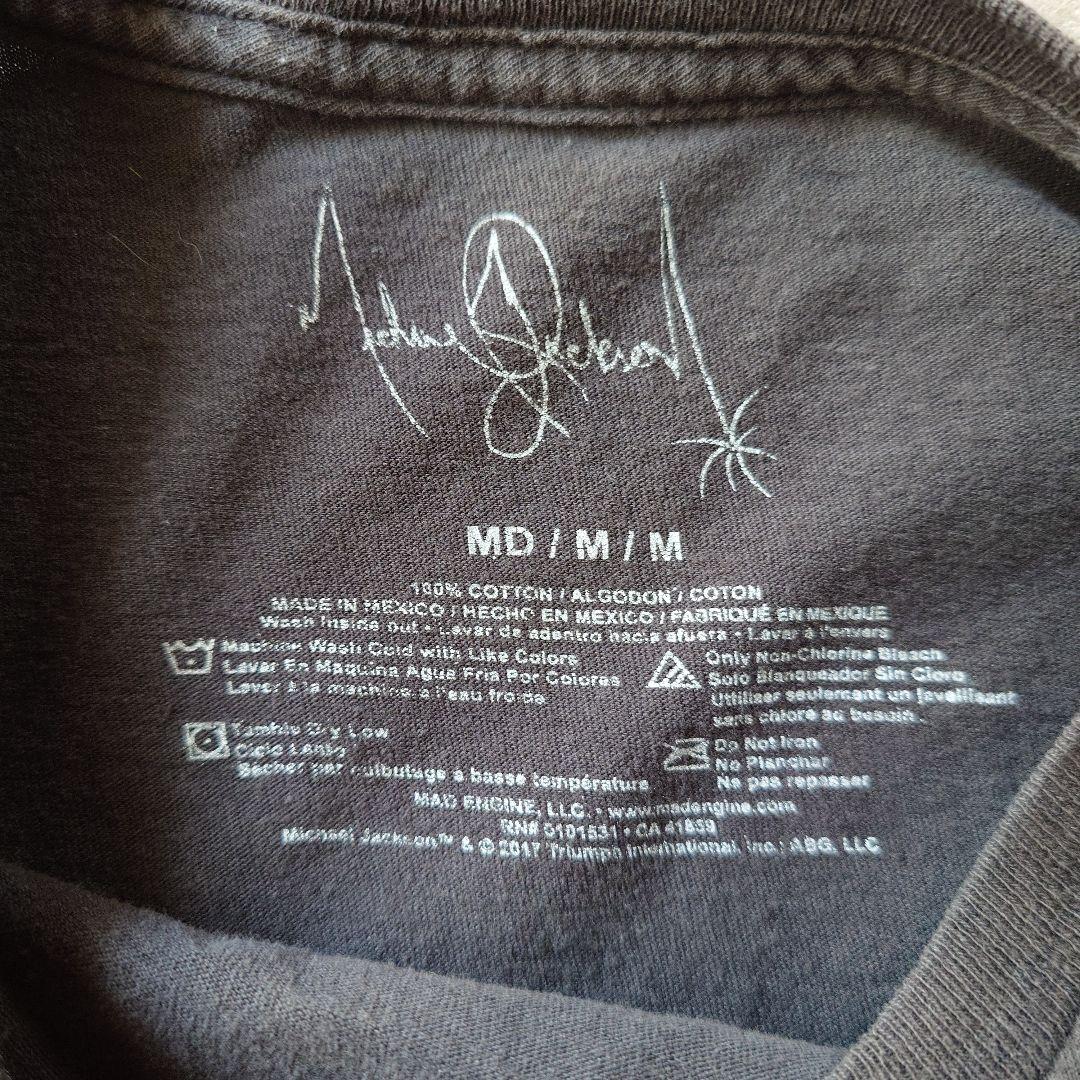 Michael Jackson
MD / M / M
100% COTTON / ALGODON / COTON
MADE IN MEXICO / HECHO EN MEXICO / FABRIQUÉ EN MEXIQUE
Wash inside out • Lavar de adentro hacia afuera • Laver à l'envers
Machine Wash Cold with Like Colors
Lavar En Maquina Agua Fria Por Colores
Laver à la machine à l'eau froide
Only Non-Chlorine Bleach
Solo Blanqueador Sin Cloro
Utiliser seulement un javellisant
sans chlore au besoin.
Tumble Dry Low
Ciclo Lento
Sécher par culbutage à basse température
Do Not Iron
No Planchar
Ne pas repasser
MAD ENGINE, LLC. • www.madengine.com
RN# 0101531 • CA 41859
Michael Jackson™ & © 2017 Triumph International, Inc.; ABG, LLC